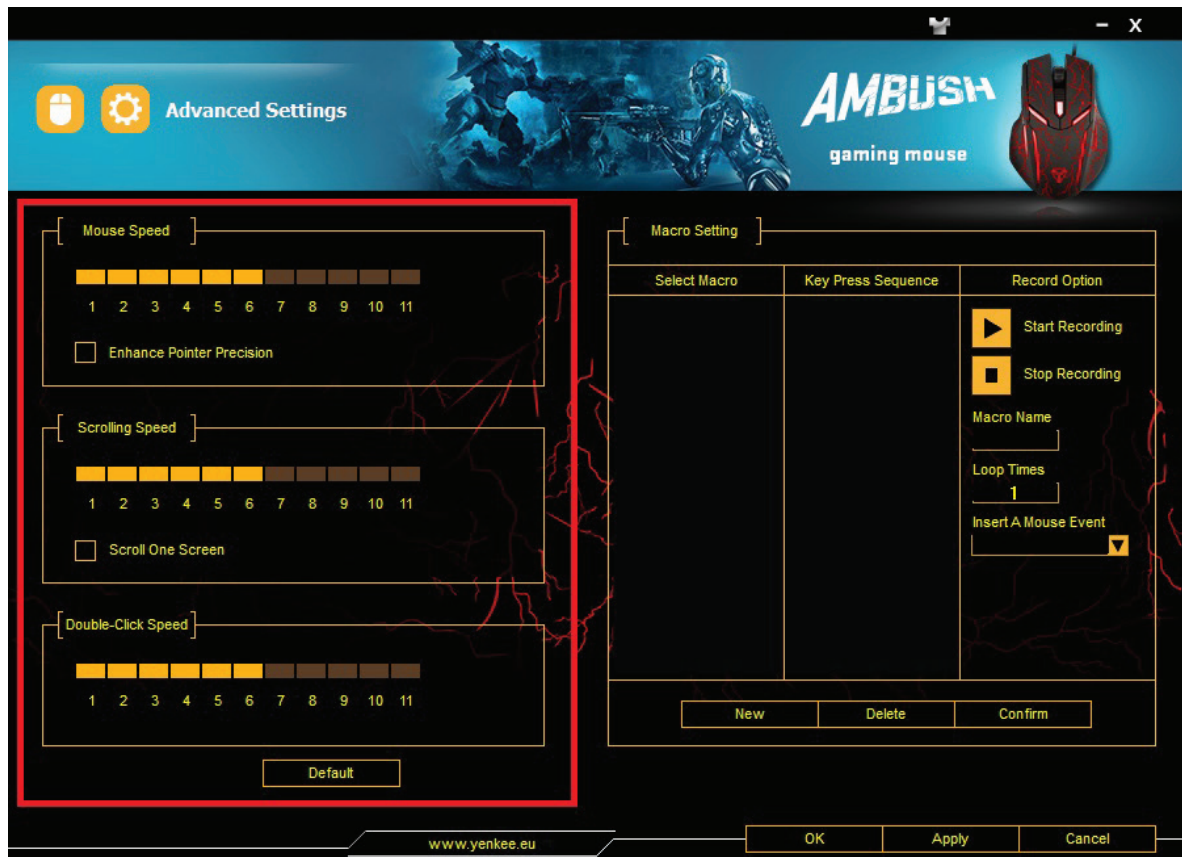 X
Advanced Settings
AMBUSH
gaming mouse
Mouse Speed
1 2 3 4 5 6 7 8 9 10 11
Enhance Pointer Precision
Scrolling Speed
1 2 3 4 5 6 7 8 9 10 11
Scroll One Screen
Double-Click Speed
1 2 3 4 5 6 7 8 9 10 11
Default
Macro Setting
Select Macro Key Press Sequence Record Option
Start Recording
Stop Recording
Macro Name
Loop Times
1
Insert A Mouse Event
New Delete Confirm
www.yenkee.eu
OK Apply Cancel